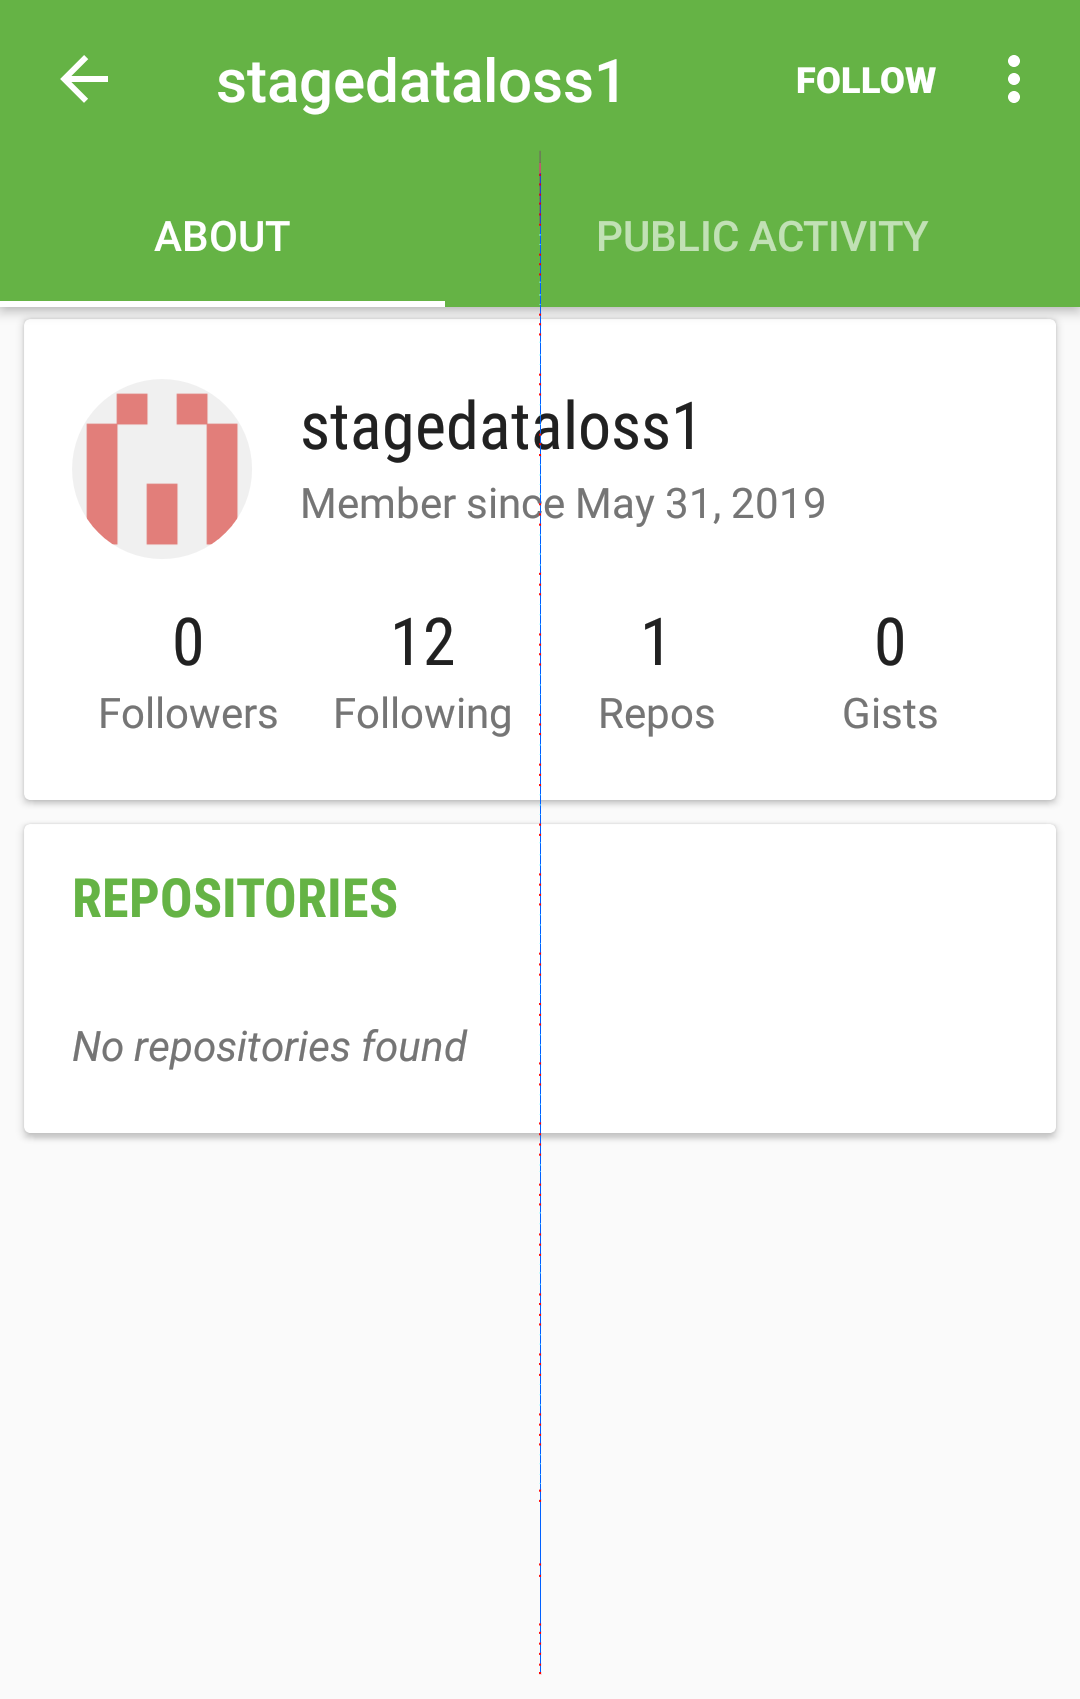 stagedataloss1 FOLLOW
ABOUT PUBLIC ACTIVITY
stagedataloss1
Member since May 31, 2019
0 12 1 0
Followers Following Repos Gists
REPOSITORIES
No repositories found